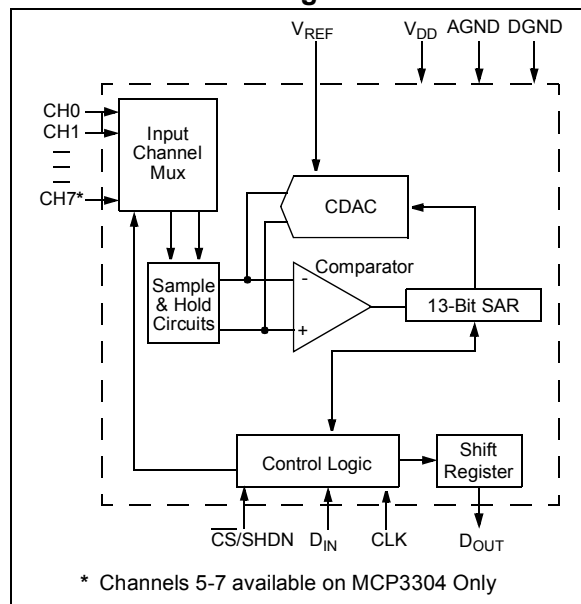 V_REF
V_DD AGND DGND
CH0
CH1
CH7*
Input
Channel
Mux
CDAC
Comparator
-
+
Sample
& Hold
Circuits
13-Bit SAR
Control Logic
Shift
Register
C̅S̅/SHDN D_IN CLK D_OUT
* Channels 5-7 available on MCP3304 Only